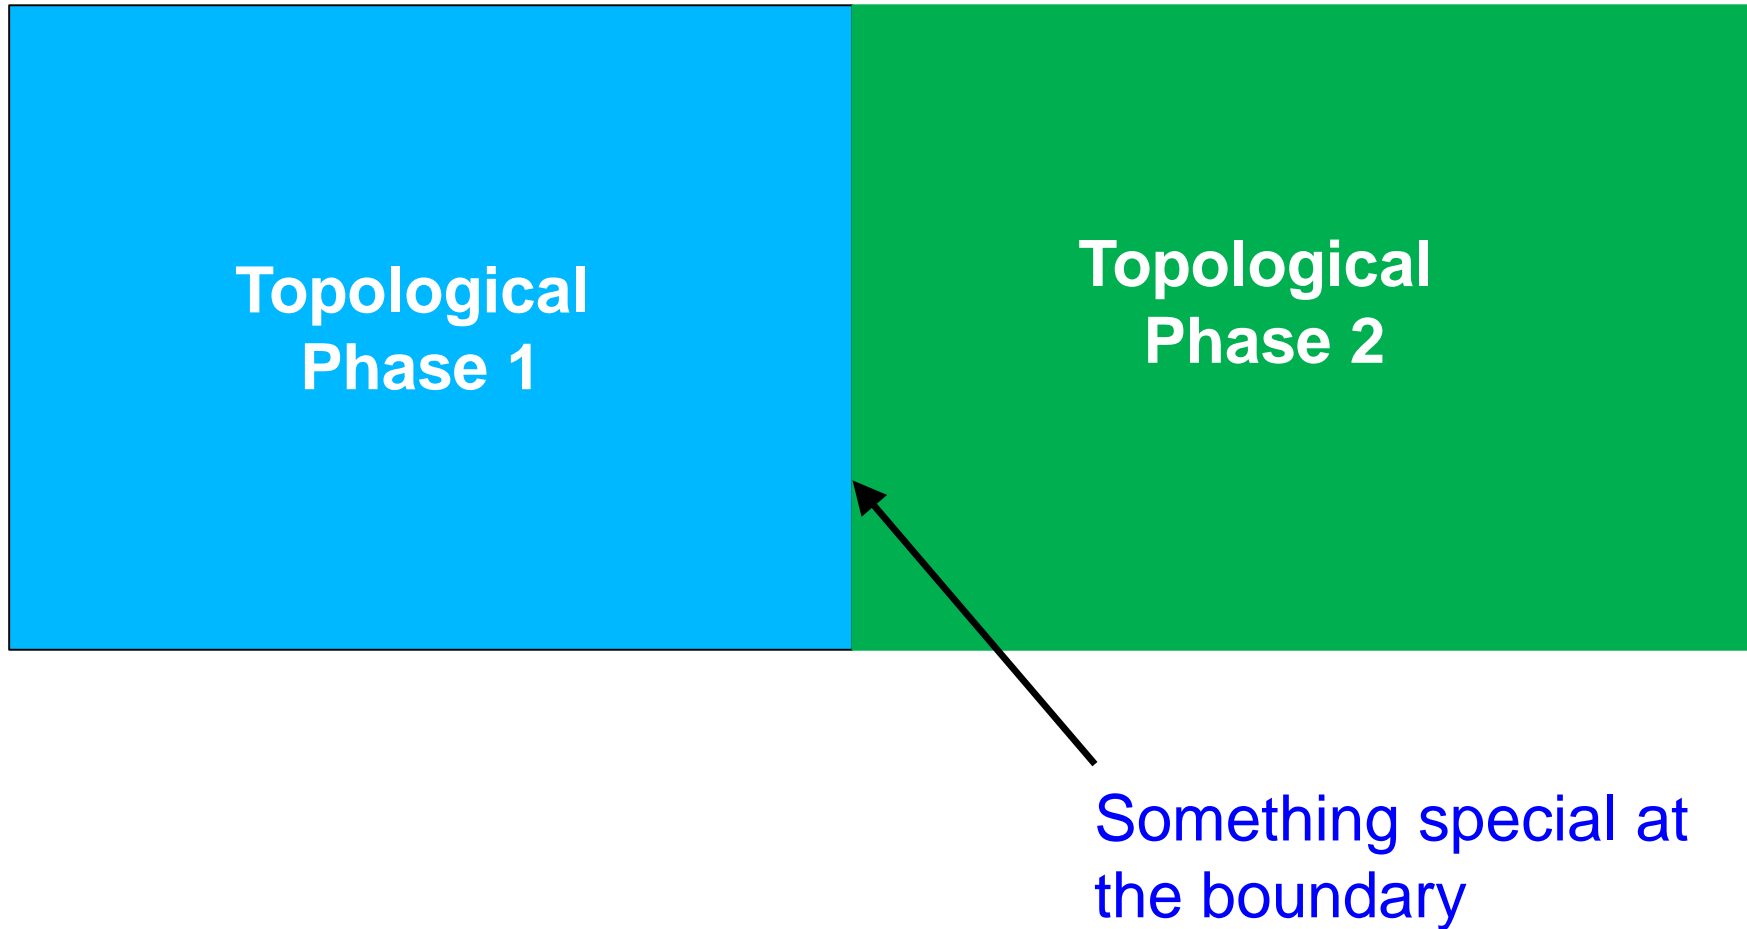 Topological
Phase 1
Topological
Phase 2
Something special at
the boundary